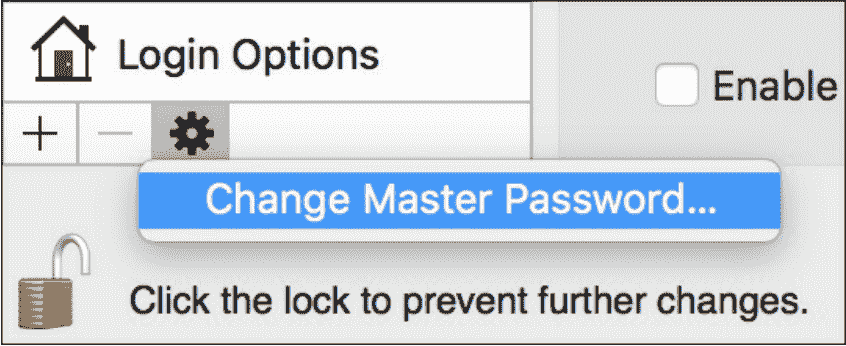 Login Options
Enable
Change Master Password...
Click the lock to prevent further changes.